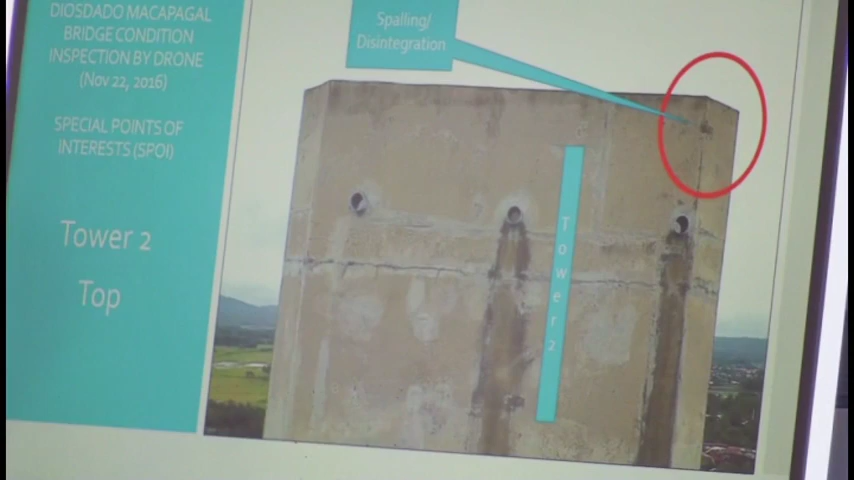 DIOSDADO MACAPAGAL
BRIDGE CONDITION
INSPECTION BY DRONE
(Nov 22, 2016)
SPECIAL POINTS OF
INTERESTS (SPOI)
Tower 2
Top
Spalling/
Disintegration
Tower 2